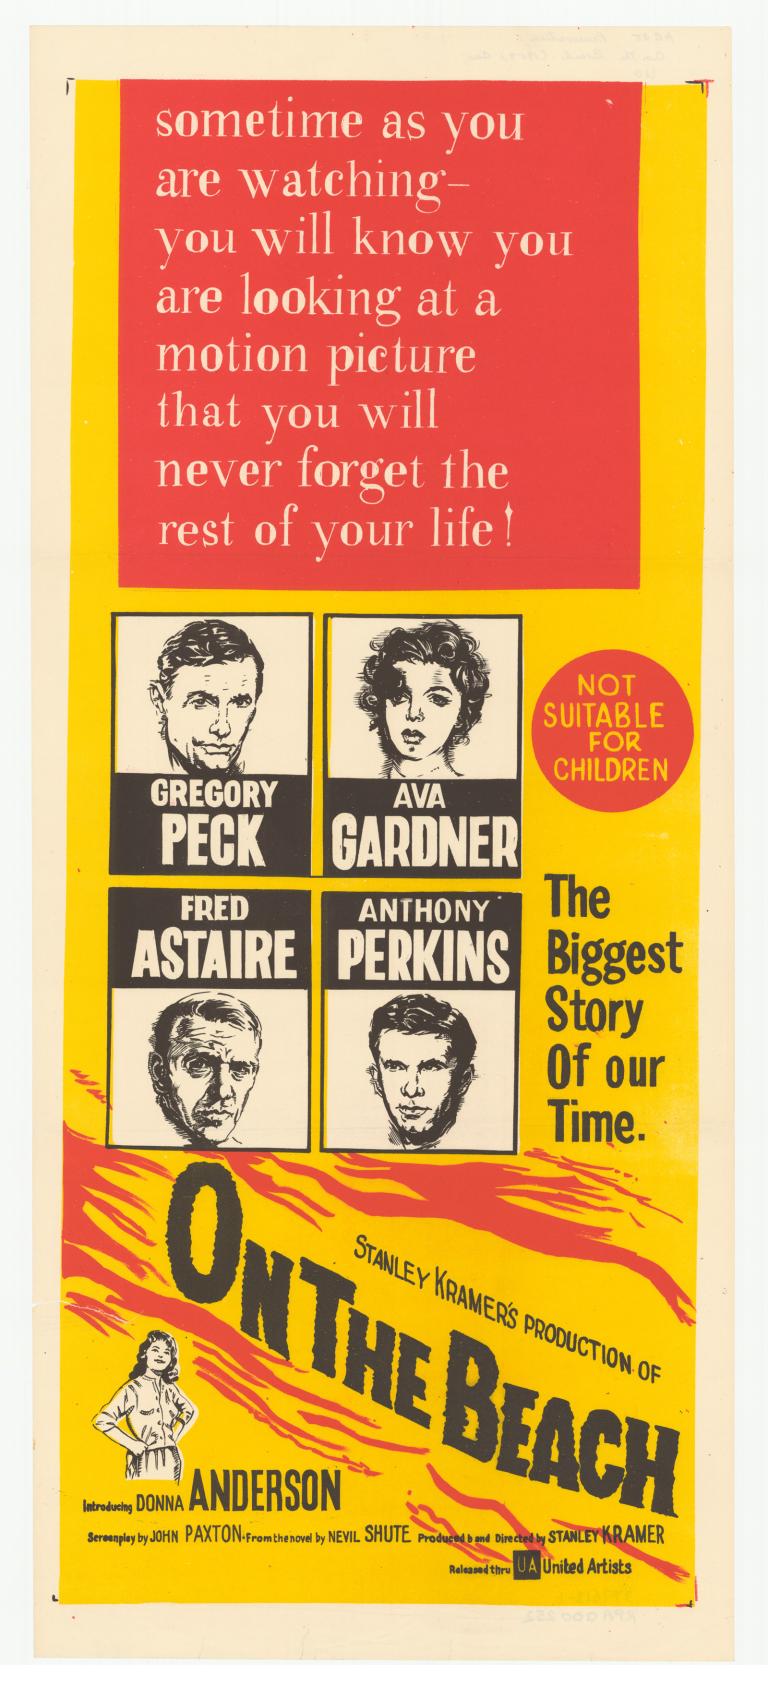 sometime as you
are watching–
you will know you
are looking at a
motion picture
that you will
never forget the
rest of your life!
GREGORY
PECK
AVA
GARDNER
NOT
SUITABLE
FOR
CHILDREN
FRED
ASTAIRE
ANTHONY
PERKINS
The
Biggest
Story
Of our
Time.
STANLEY KRAMER'S PRODUCTION OF
ON THE BEACH
Introducing DONNA ANDERSON
Screenplay by JOHN PAXTON. From the novel by NEVIL SHUTE Produced and Directed by STANLEY KRAMER
Released thru UA United Artists